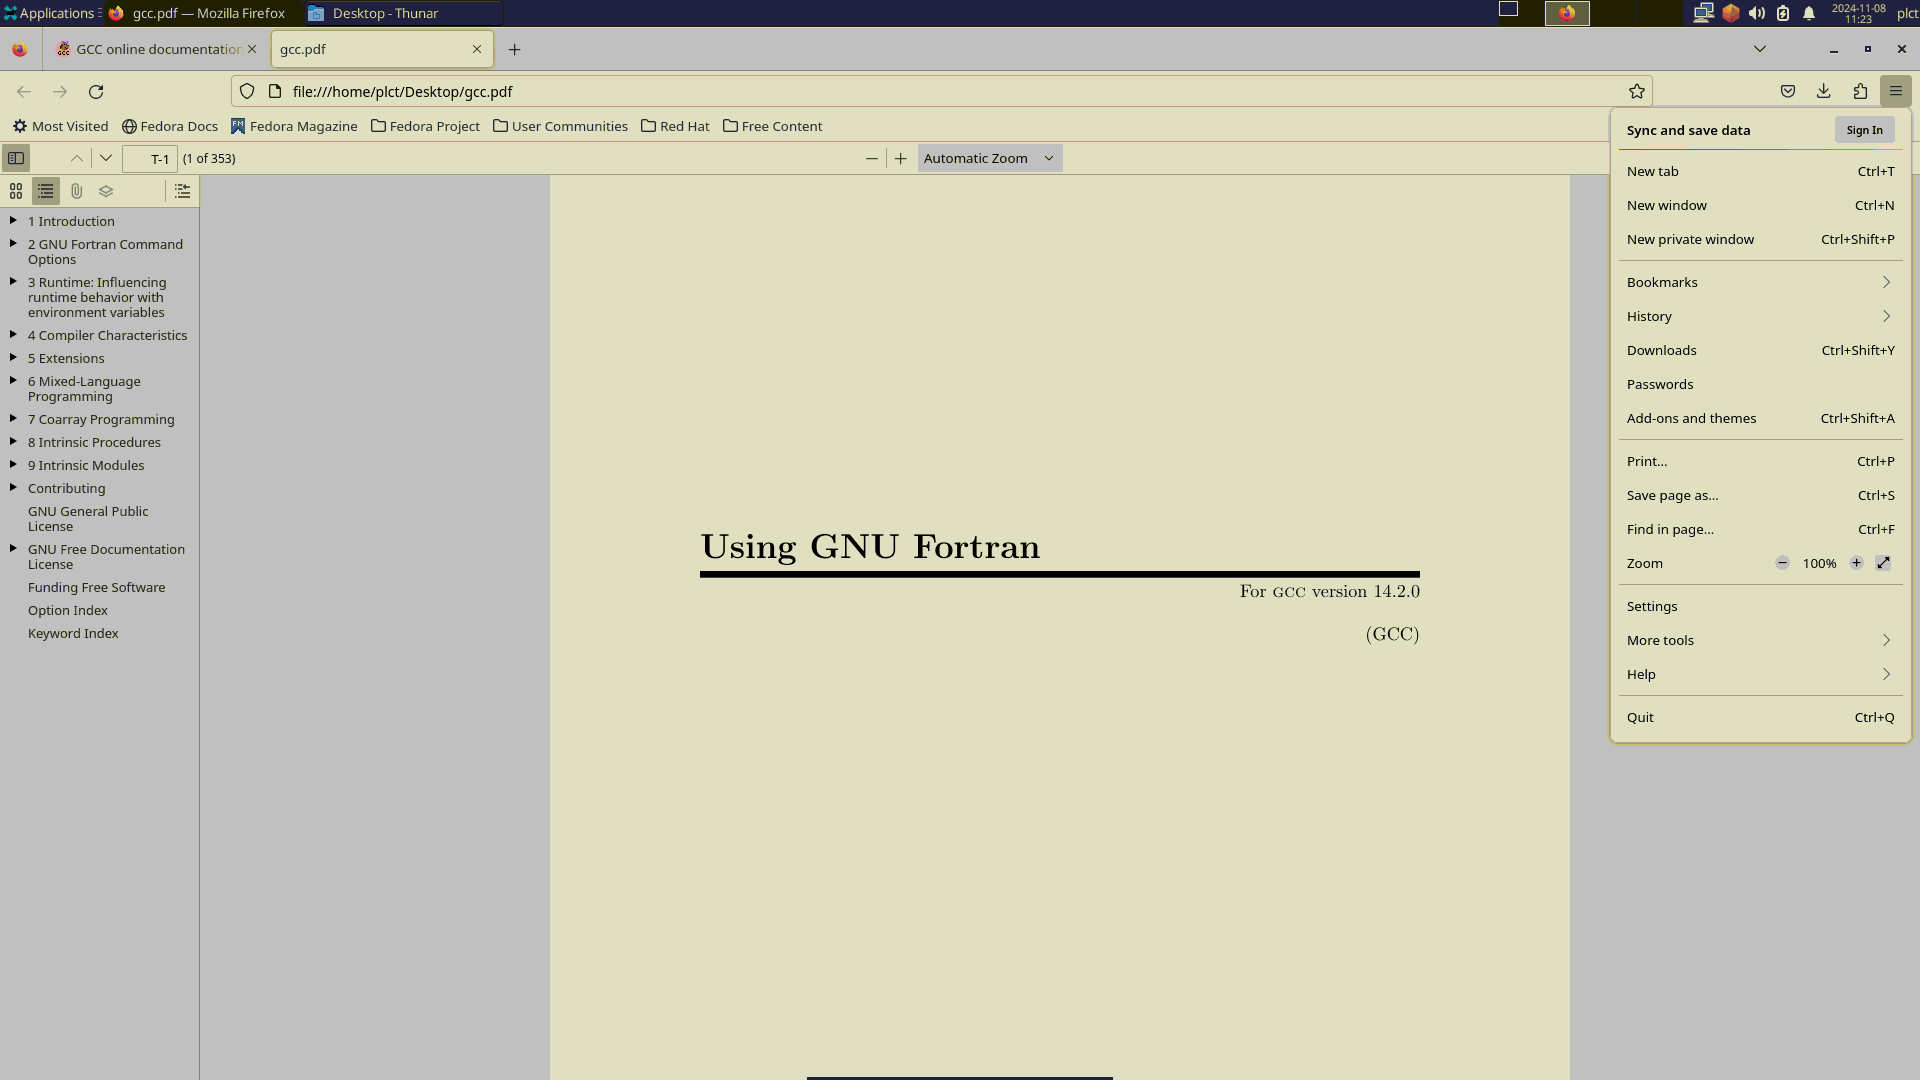 Applications
gcc.pdf — Mozilla Firefox
Desktop - Thunar
2024-11-08
11:23
plct
GCC online documentation
gcc.pdf
file:///home/plct/Desktop/gcc.pdf
Most Visited
Fedora Docs
Fedora Magazine
Fedora Project
User Communities
Red Hat
Free Content
T-1
(1 of 353)
Automatic Zoom
1 Introduction
2 GNU Fortran Command
Options
3 Runtime: Influencing
runtime behavior with
environment variables
4 Compiler Characteristics
5 Extensions
6 Mixed-Language
Programming
7 Coarray Programming
8 Intrinsic Procedures
9 Intrinsic Modules
Contributing
GNU General Public
License
GNU Free Documentation
License
Funding Free Software
Option Index
Keyword Index
Using GNU Fortran
For GCC version 14.2.0
(GCC)
Sync and save data
Sign In
New tab Ctrl+T
New window Ctrl+N
New private window Ctrl+Shift+P
Bookmarks
History
Downloads Ctrl+Shift+Y
Passwords
Add-ons and themes Ctrl+Shift+A
Print... Ctrl+P
Save page as... Ctrl+S
Find in page... Ctrl+F
Zoom 100%
Settings
More tools
Help
Quit Ctrl+Q